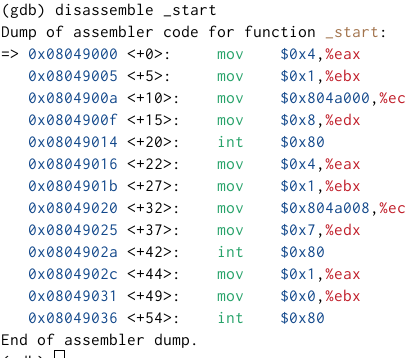 (gdb) disassemble _start
Dump of assembler code for function _start:
=> 0x08049000 <+0>:     mov    $0x4,%eax
   0x08049005 <+5>:     mov    $0x1,%ebx
   0x0804900a <+10>:    mov    $0x804a000,%ec
   0x0804900f <+15>:    mov    $0x8,%edx
   0x08049014 <+20>:    int    $0x80
   0x08049016 <+22>:    mov    $0x4,%eax
   0x0804901b <+27>:    mov    $0x1,%ebx
   0x08049020 <+32>:    mov    $0x804a008,%ec
   0x08049025 <+37>:    mov    $0x7,%edx
   0x0804902a <+42>:    int    $0x80
   0x0804902c <+44>:    mov    $0x1,%eax
   0x08049031 <+49>:    mov    $0x0,%ebx
   0x08049036 <+54>:    int    $0x80
End of assembler dump.
(gdb)